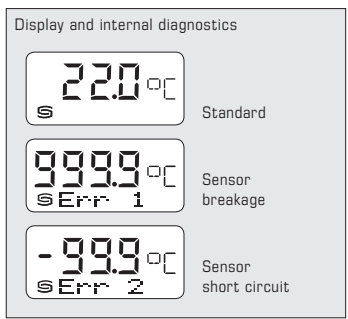 Display and internal diagnostics
22.0 °C
S
Standard
999.9 °C
S Err 1
Sensor
breakage
-99.9 °C
S Err 2
Sensor
short circuit